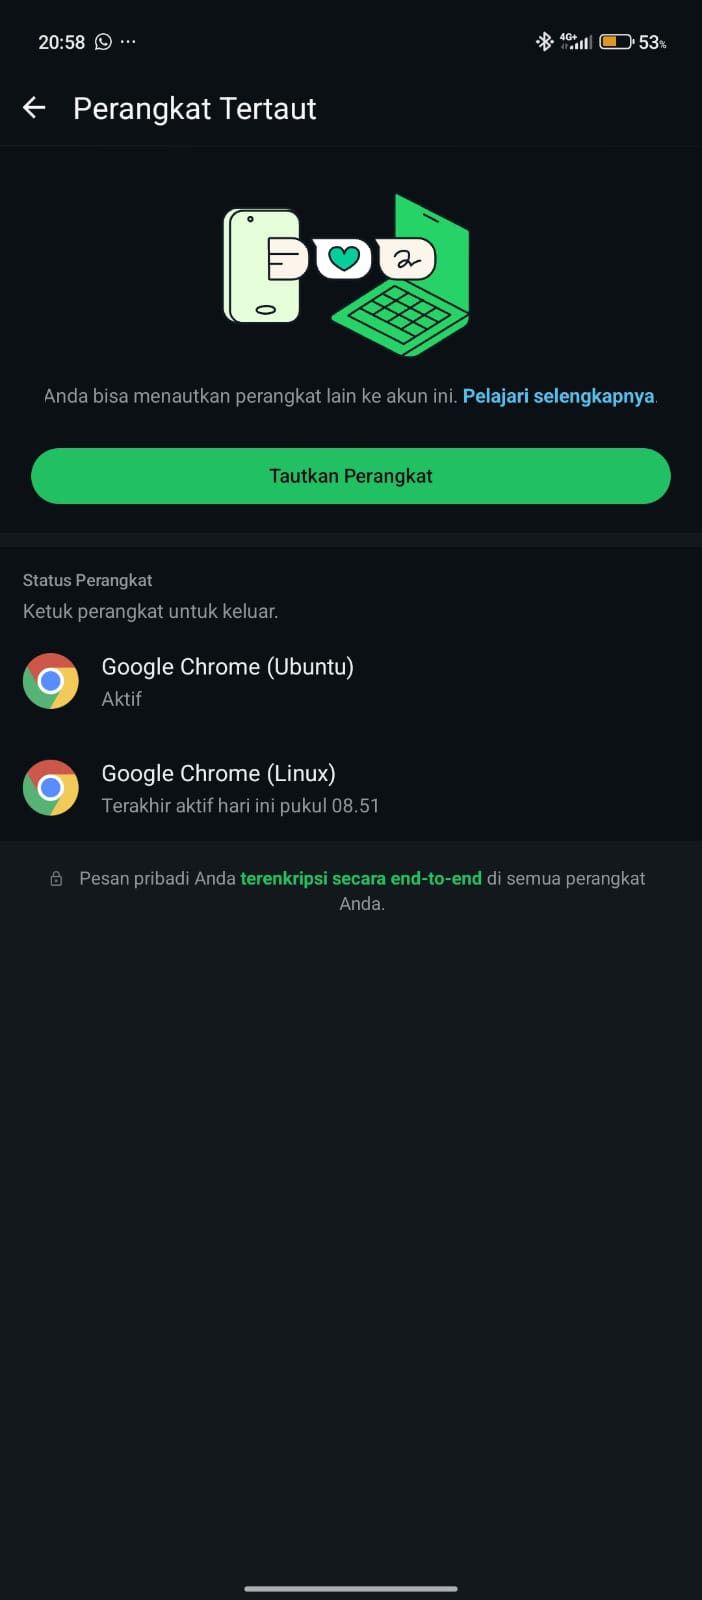 20:58
4G+
53%
Perangkat Tertaut
Anda bisa menautkan perangkat lain ke akun ini. Pelajari selengkapnya.
Tautkan Perangkat
Status Perangkat
Ketuk perangkat untuk keluar.
Google Chrome (Ubuntu)
Aktif
Google Chrome (Linux)
Terakhir aktif hari ini pukul 08.51
Pesan pribadi Anda terenkripsi secara end-to-end di semua perangkat
Anda.